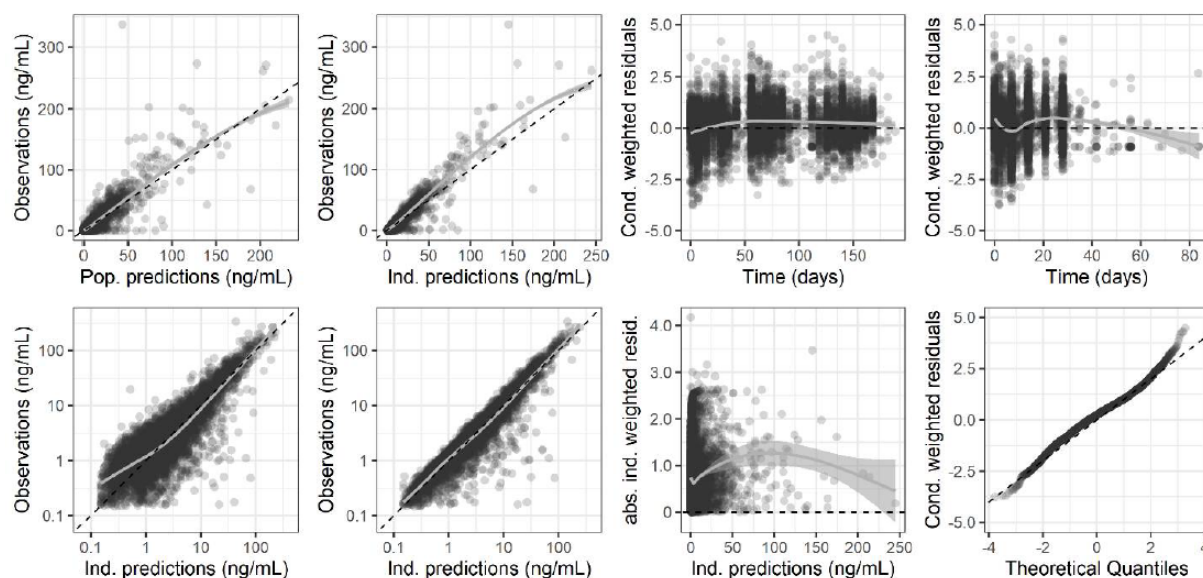 Observations (ng/mL)
300
200
100
0
0 50 100 150 200
Pop. predictions (ng/mL)
Observations (ng/mL)
300
200
100
0
0 50 100 150 200 250
Ind. predictions (ng/mL)
Cond. weighted residuals
5.0
2.5
0.0
-2.5
-5.0
0 50 100 150
Time (days)
Cond. weighted residuals
5.0
2.5
0.0
-2.5
-5.0
0 20 40 60 80
Time (days)
Observations (ng/mL)
100
10
1
0.1
0.1 1 10 100
Ind. predictions (ng/mL)
Observations (ng/mL)
100
10
1
0.1
0.1 1 10 100
Ind. predictions (ng/mL)
abs. ind. weighted resid.
4.0
3.0
2.0
1.0
0
0 50 100 150 200 250
Ind. predictions (ng/mL)
Cond. weighted residuals
5.0
2.5
0.0
-2.5
-5.0
-4 -2 0 2 4
Theoretical Quantiles